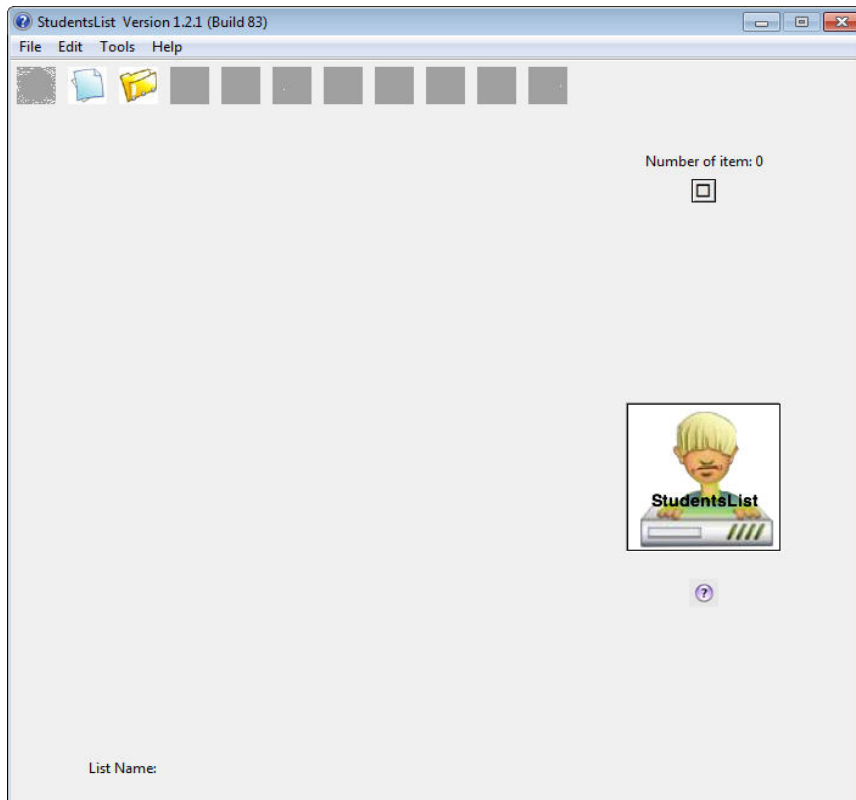 StudentsList Version 1.2.1 (Build 83)
File Edit Tools Help
Number of item: 0
StudentsList
?
List Name: